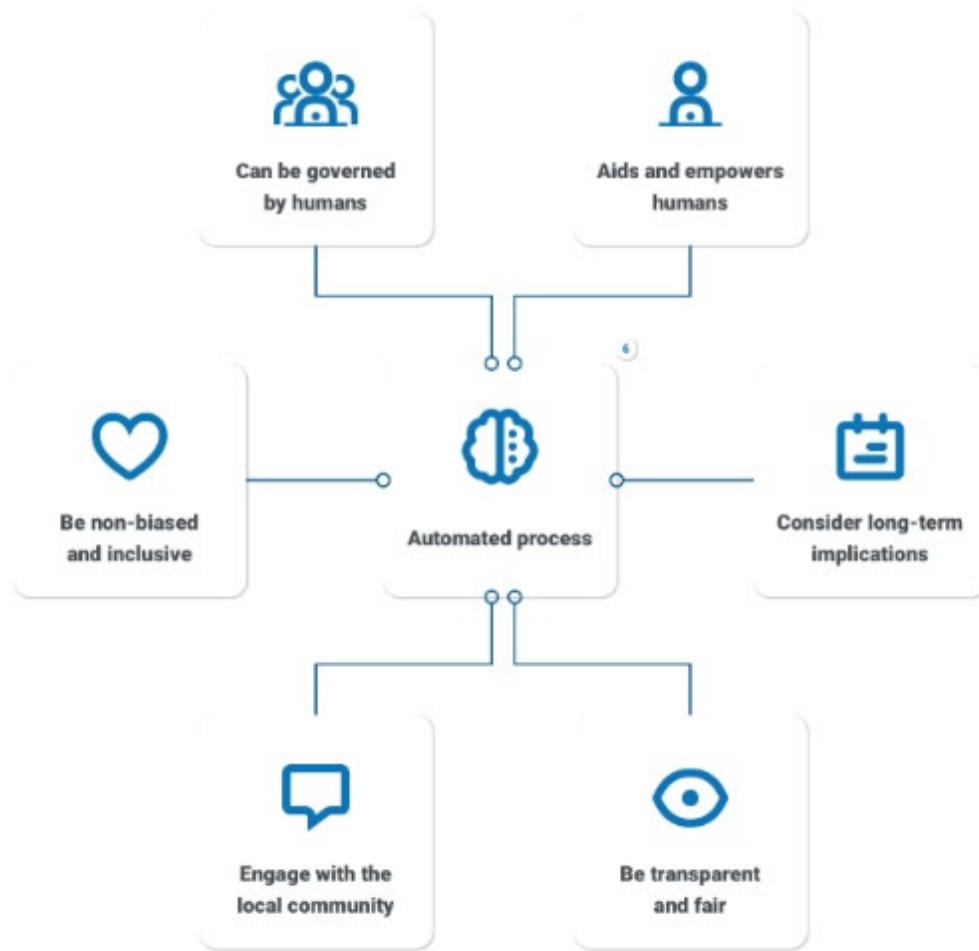 Can be governed
by humans
Aids and empowers
humans
6
Be non-biased
and inclusive
Automated process
Consider long-term
implications
Engage with the
local community
Be transparent
and fair